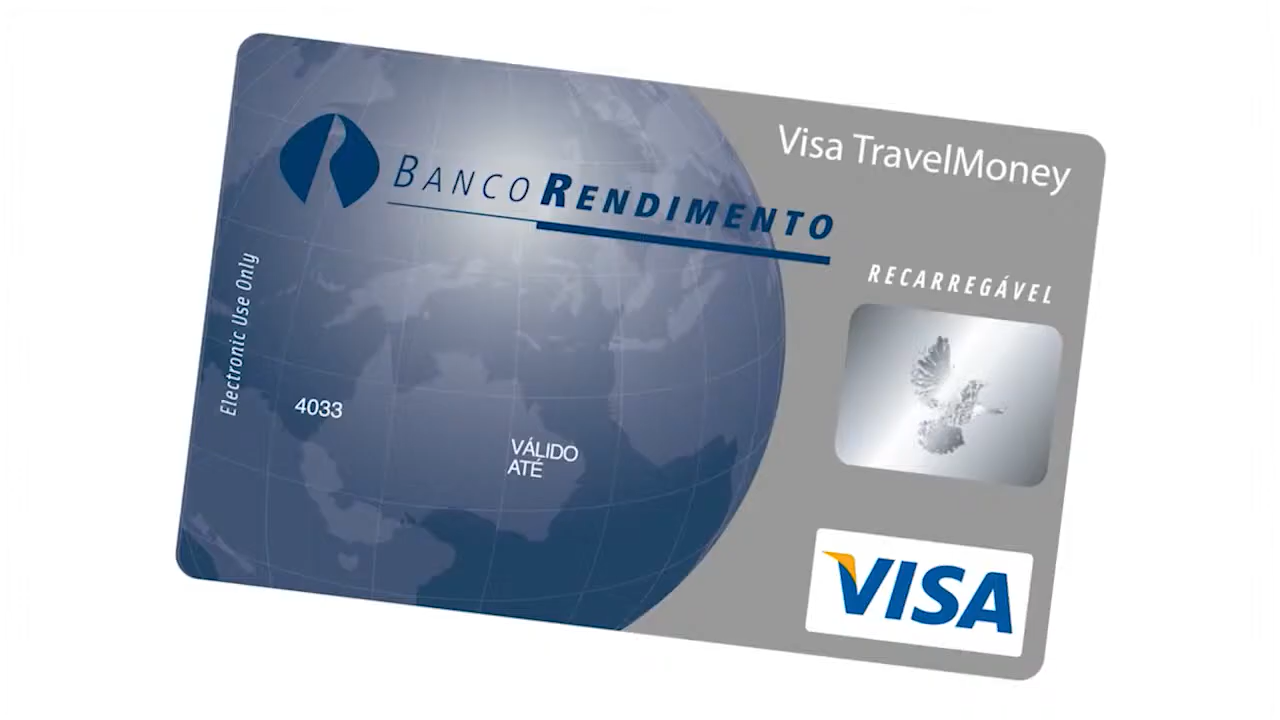 Visa TravelMoney
BANCO RENDIMENTO
RECARREGÁVEL
Electronic Use Only
4033
VÁLIDO
ATÉ
VISA